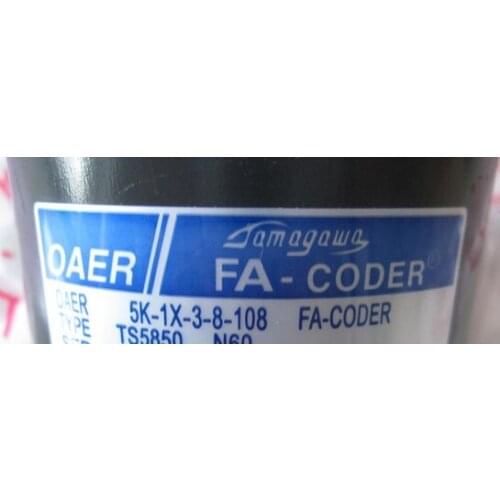 Tamagawa
OAER FA-CODER®
OAER 5K-1X-3-8-108 FA-CODER
TYPE TS5850 N60